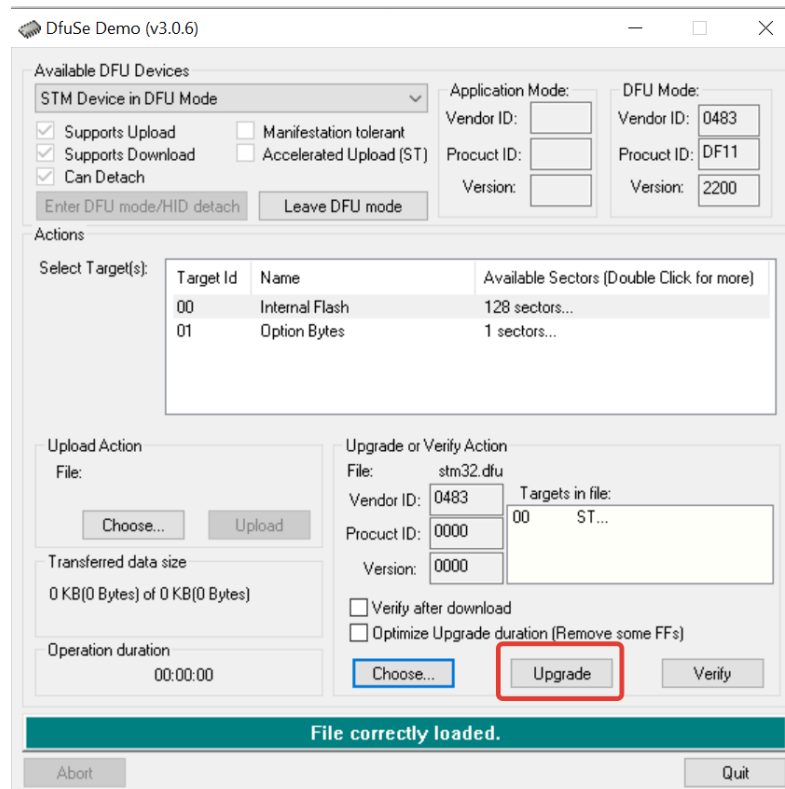 DfuSe Demo (v3.0.6)
Available DFU Devices
STM Device in DFU Mode
Supports Upload
Manifestation tolerant
Supports Download
Accelerated Upload (ST)
Can Detach
Enter DFU mode/HID detach
Leave DFU mode
Application Mode:
Vendor ID:
Procuct ID:
Version:
DFU Mode:
Vendor ID: 0483
Procuct ID: DF11
Version: 2200
Actions
Select Target(s):
Target Id Name Available Sectors (Double Click for more)
00 Internal Flash 128 sectors...
01 Option Bytes 1 sectors...
Upload Action
File:
Choose...
Upload
Transferred data size
0 KB(0 Bytes) of 0 KB(0 Bytes)
Operation duration
00:00:00
Upgrade or Verify Action
File: stm32.dfu
Vendor ID: 0483
Procuct ID: 0000
Version: 0000
Targets in file:
00 ST...
Verify after download
Optimize Upgrade duration (Remove some FFs)
Choose...
Upgrade
Verify
File correctly loaded.
Abort
Quit